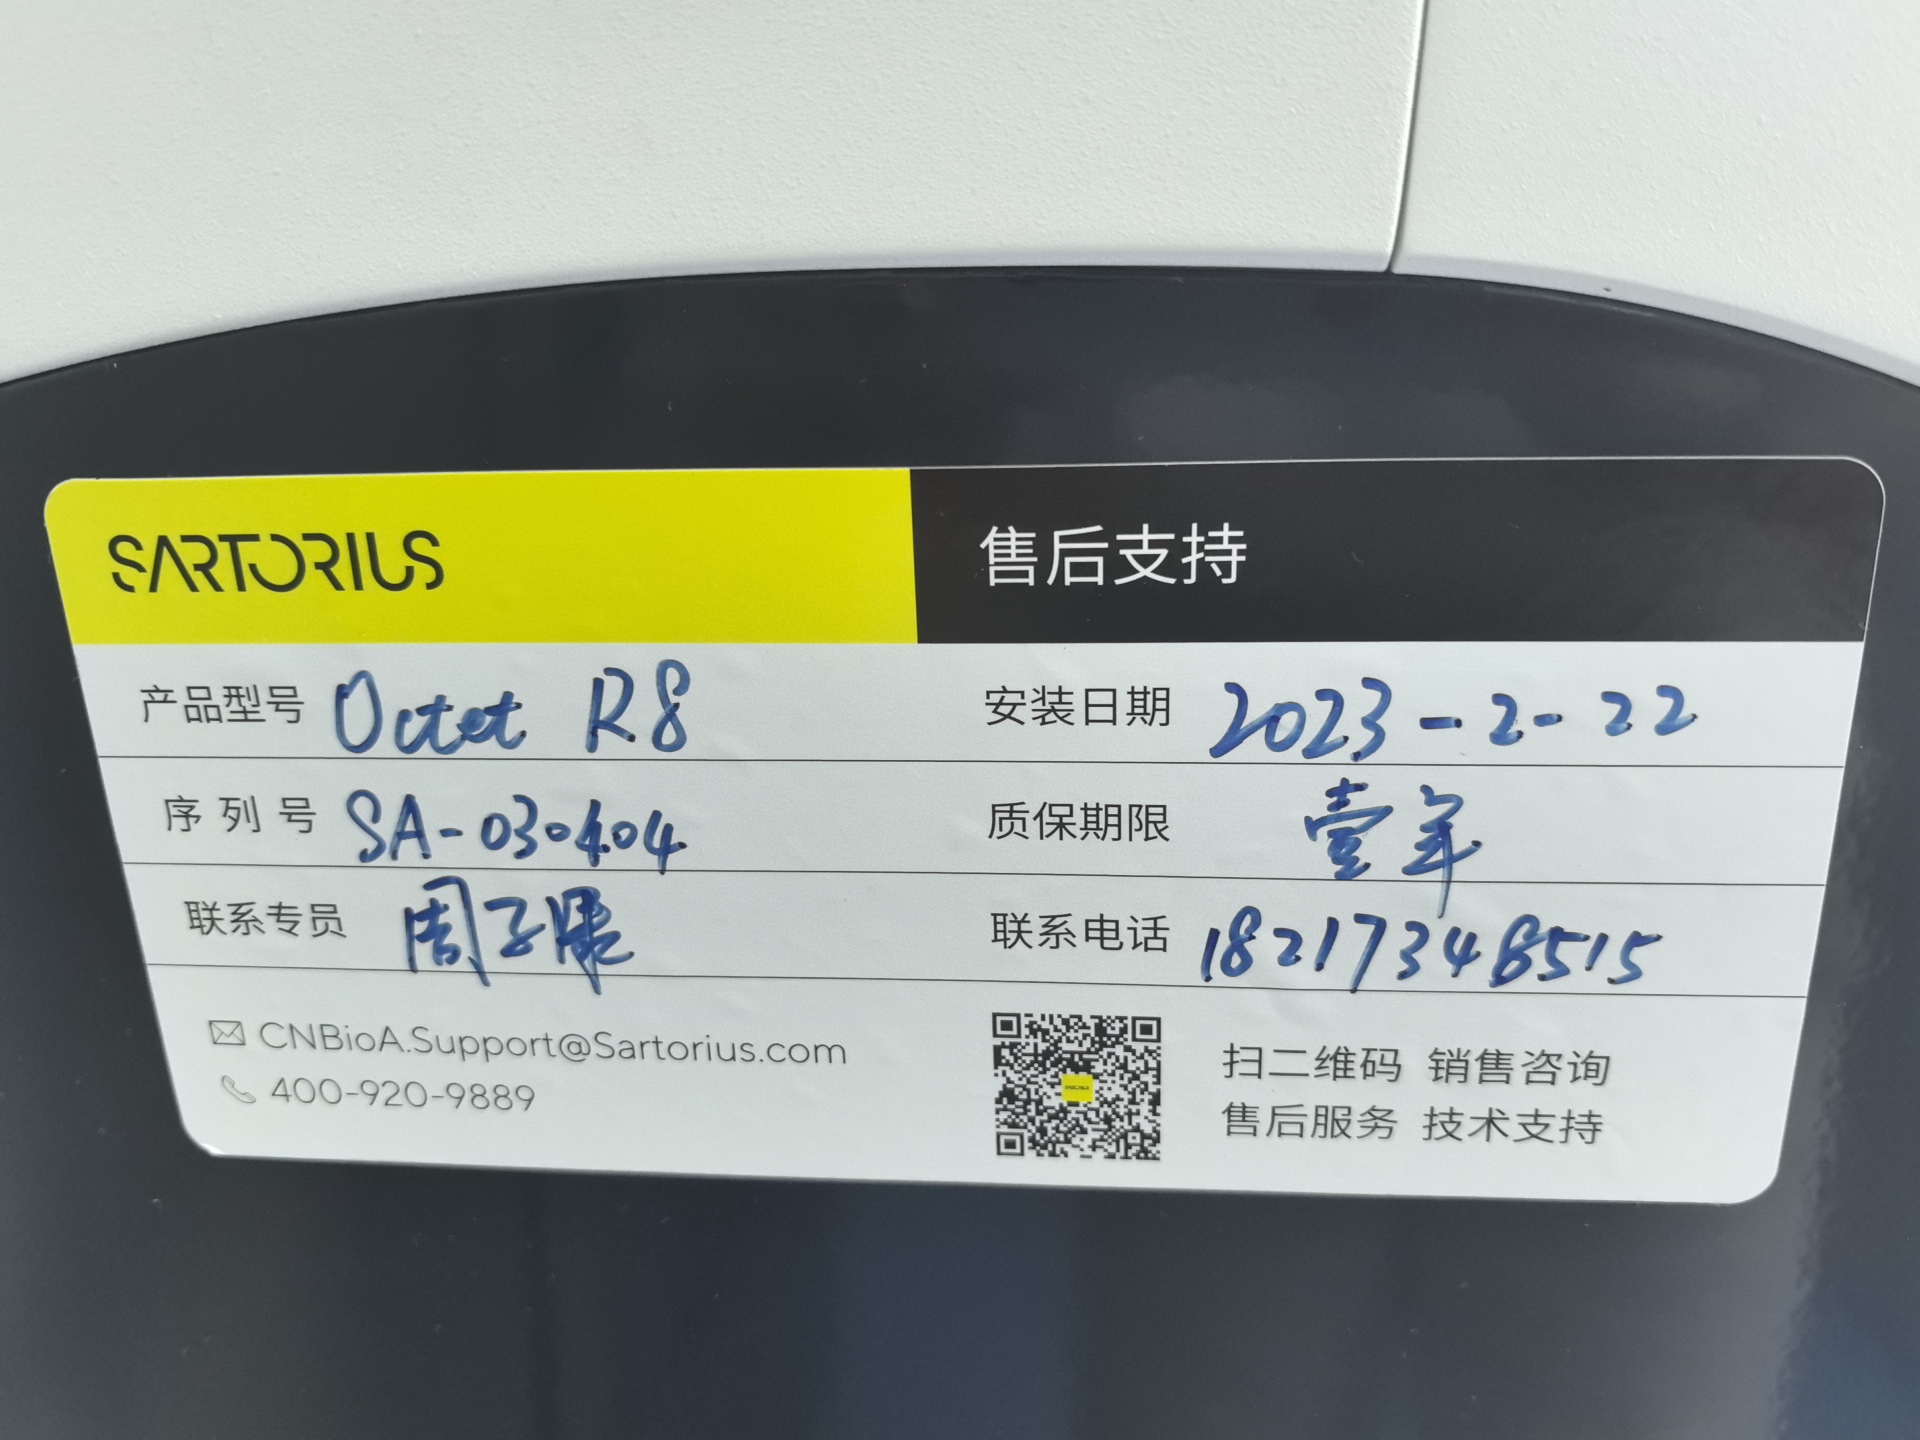 SARTORIUS 售后支持
产品型号 Octet R8 安装日期 2023-2-22
序列号 SA-030404 质保期限 壹年
联系专员 周子展 联系电话 18217348515
CNBioA.Support@Sartorius.com
400-920-9889
扫二维码 销售咨询
售后服务 技术支持